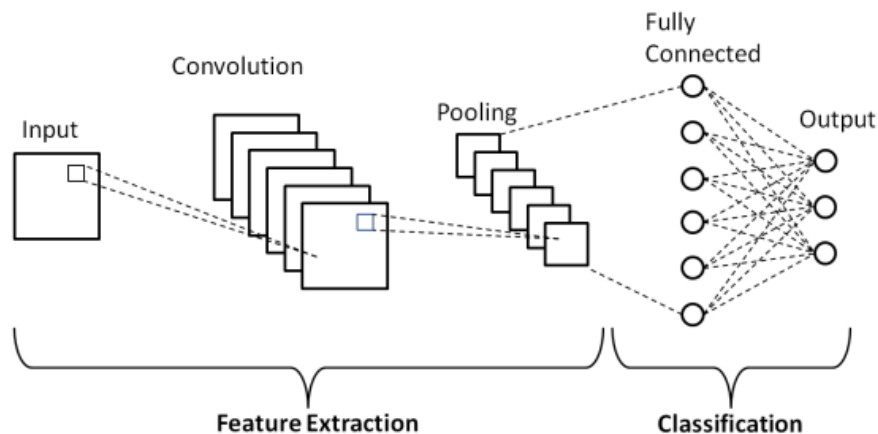 Input
Convolution
Pooling
Fully
Connected
Output
Feature Extraction
Classification